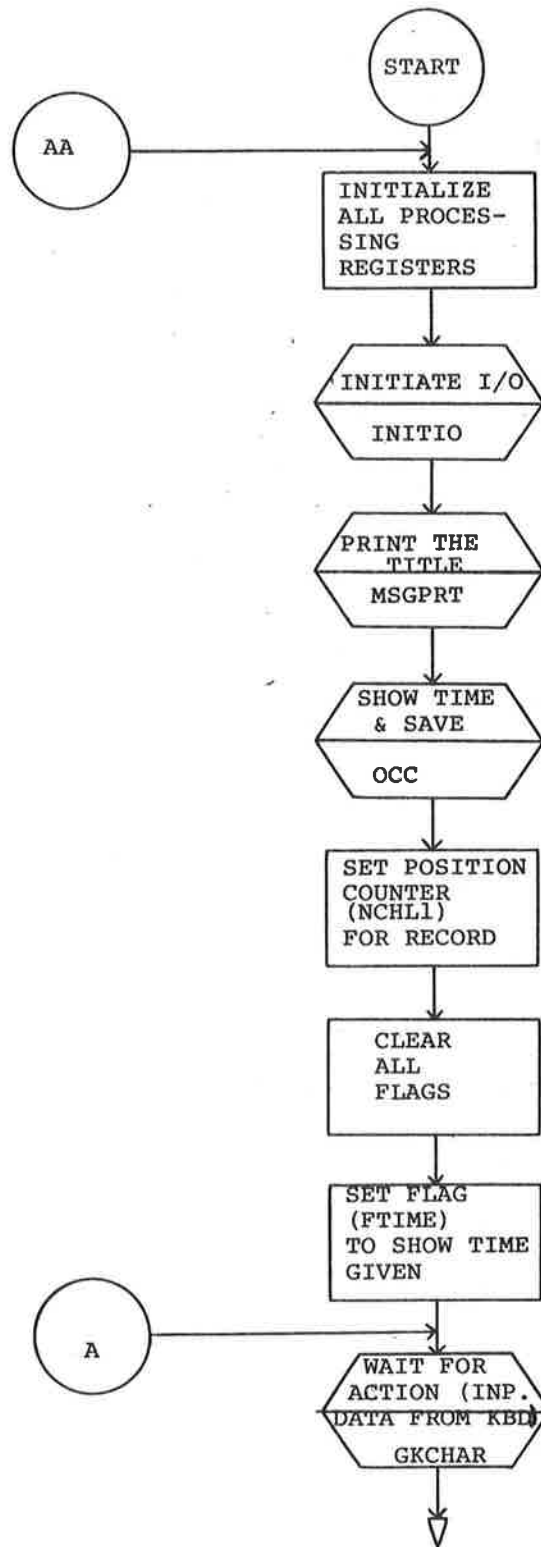 START
AA
INITIALIZE
ALL PROCES-
SING
REGISTERS
INITIATE I/O
INITIO
PRINT THE
TITLE
MSGPRT
SHOW TIME
& SAVE
OCC
SET POSITION
COUNTER
(NCHL1)
FOR RECORD
CLEAR
ALL
FLAGS
SET FLAG
(FTIME)
TO SHOW TIME
GIVEN
A
WAIT FOR
ACTION (INP.
DATA FROM KBD)
GKCHAR